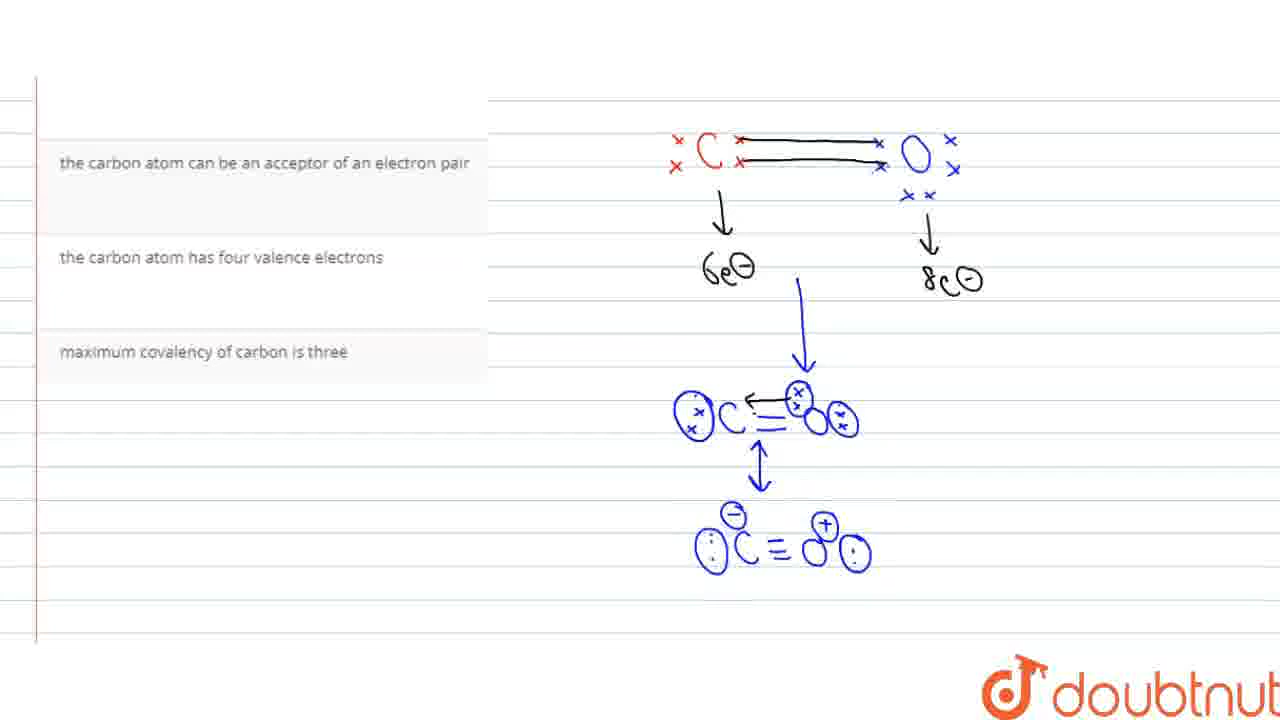 the carbon atom can be an acceptor of an electron pair
the carbon atom has four valence electrons
maximum covalency of carbon is three
x C x x O x
x x x x
x x
6e⊖ 8e⊖
x x C ≡ x x O x x
⊖ ⊕
: C ≡ O :
doubtnut